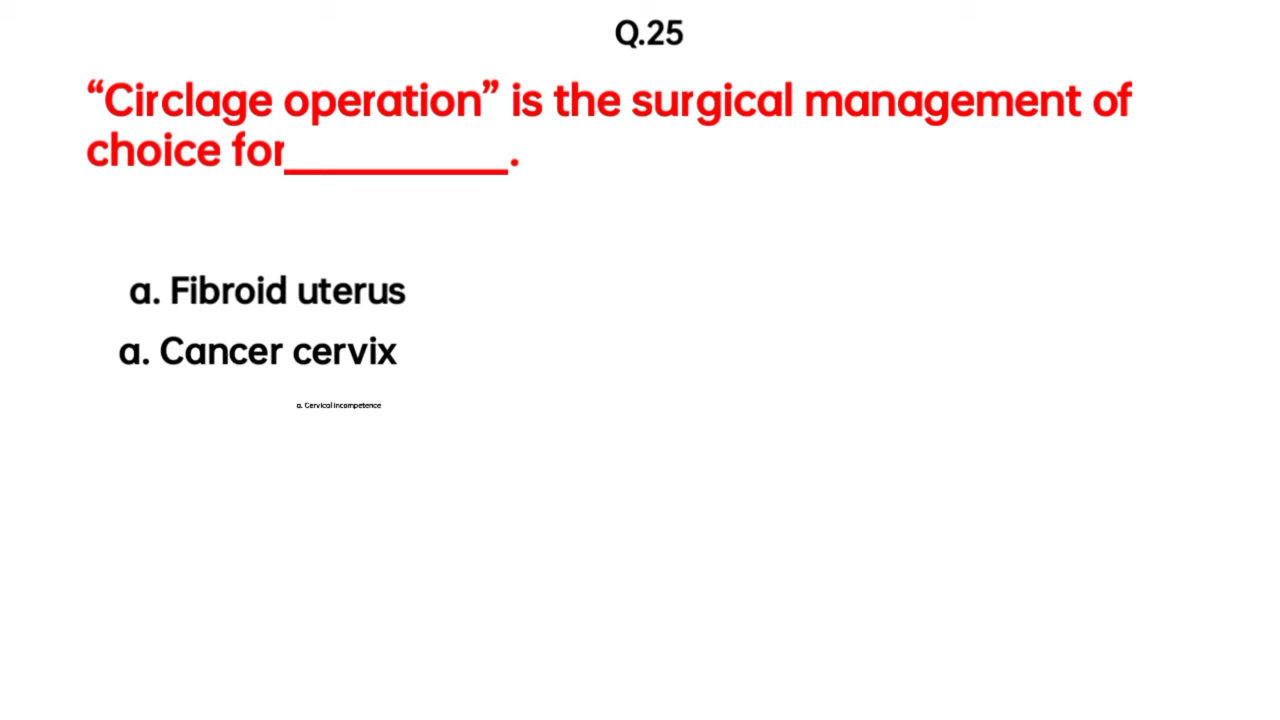 Q.25
“Circlage operation” is the surgical management of
choice for__________.
a. Fibroid uterus
a. Cancer cervix
a. Cervical incompetence